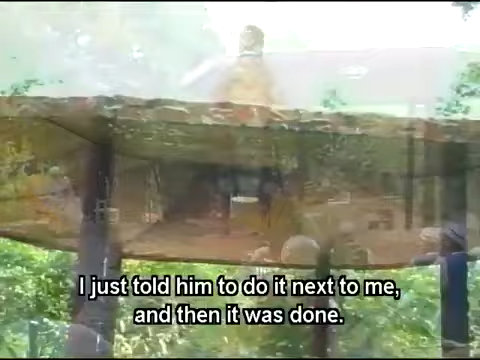 I just told him to do it next to me,
and then it was done.